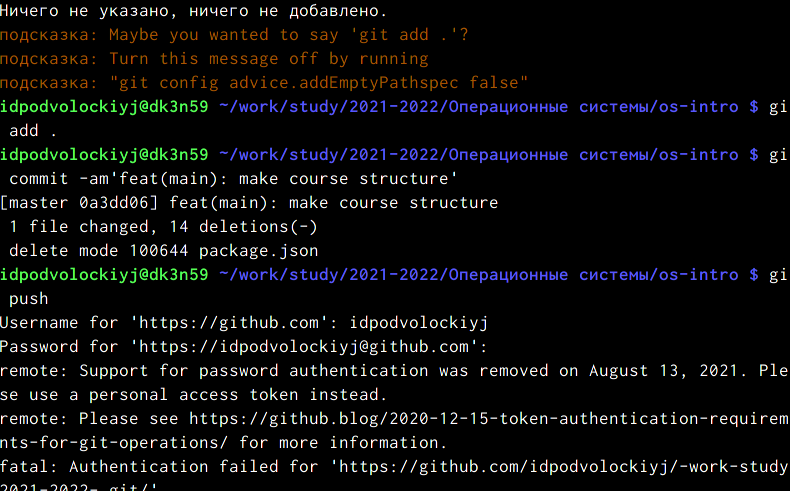 Ничего не указано, ничего не добавлено.
подсказка: Maybe you wanted to say 'git add .'?
подсказка: Turn this message off by running
подсказка: "git config advice.addEmptyPathspec false"
idpodvolockiyj@dk3n59 ~/work/study/2021-2022/Операционные системы/os-intro $ gi
 add .
idpodvolockiyj@dk3n59 ~/work/study/2021-2022/Операционные системы/os-intro $ gi
 commit -am'feat(main): make course structure'
[master 0a3dd06] feat(main): make course structure
 1 file changed, 14 deletions(-)
 delete mode 100644 package.json
idpodvolockiyj@dk3n59 ~/work/study/2021-2022/Операционные системы/os-intro $ gi
 push
Username for 'https://github.com': idpodvolockiyj
Password for 'https://idpodvolockiyj@github.com':
remote: Support for password authentication was removed on August 13, 2021. Ple
se use a personal access token instead.
remote: Please see https://github.blog/2020-12-15-token-authentication-requirem
nts-for-git-operations/ for more information.
fatal: Authentication failed for 'https://github.com/idpodvolockiyj/-work-study
2021-2022-.git/'